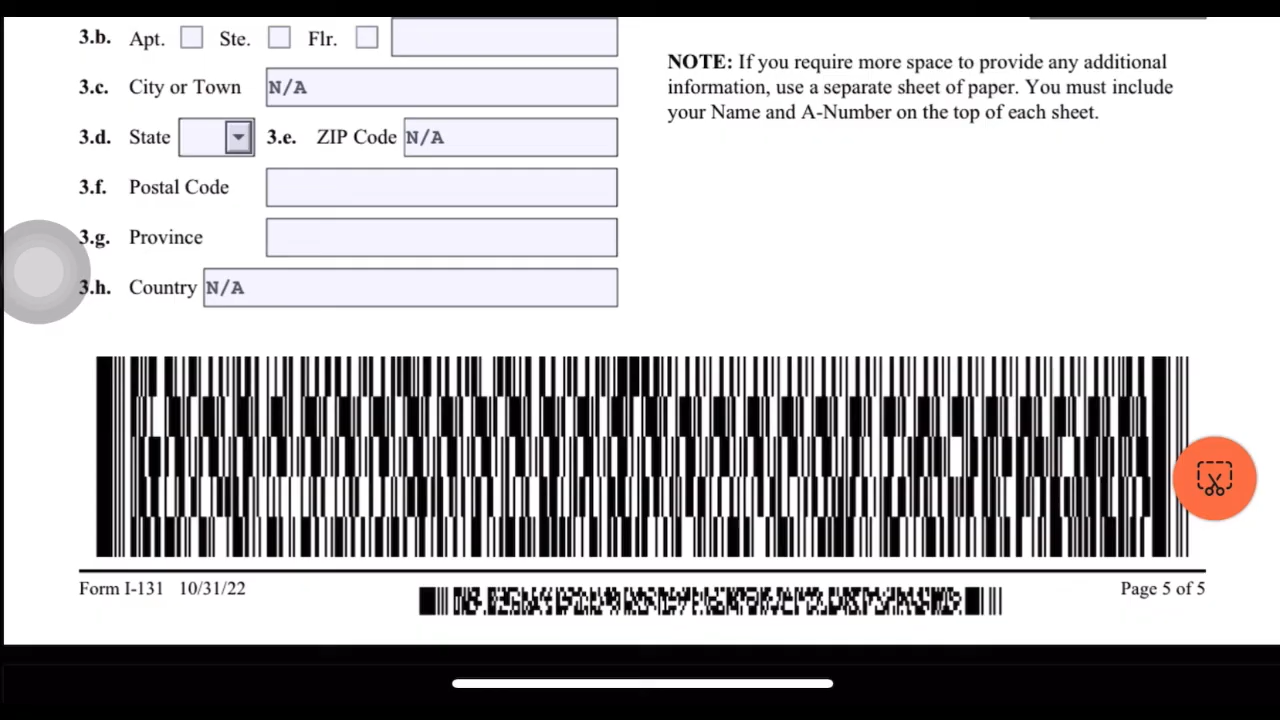 3.b. Apt. Ste. Flr.
3.c. City or Town N/A
3.d. State 3.e. ZIP Code N/A
3.f. Postal Code
3.g. Province
3.h. Country N/A
NOTE: If you require more space to provide any additional
information, use a separate sheet of paper. You must include
your Name and A-Number on the top of each sheet.
Form I-131 10/31/22
Page 5 of 5